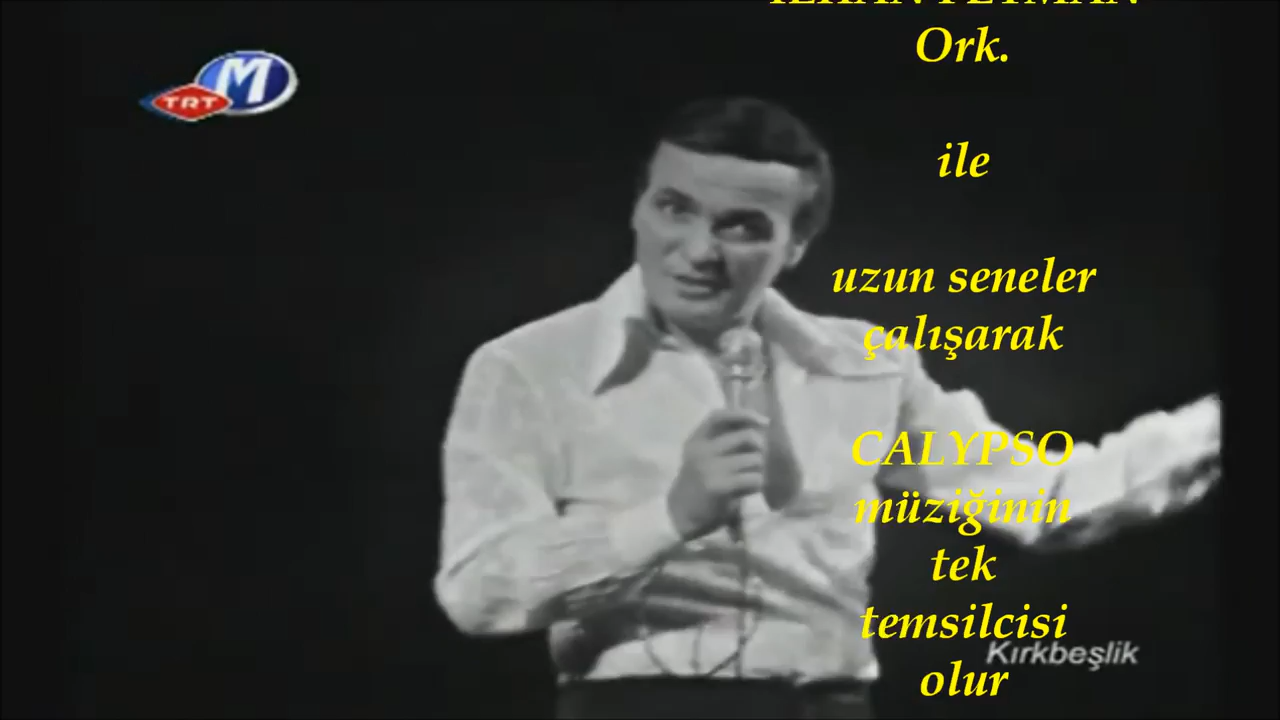 TRT M
Ork.
ile
uzun seneler
çalışarak
CALYPSO
müziğinin
tek
temsilcisi
olur
Kırkbeşlik